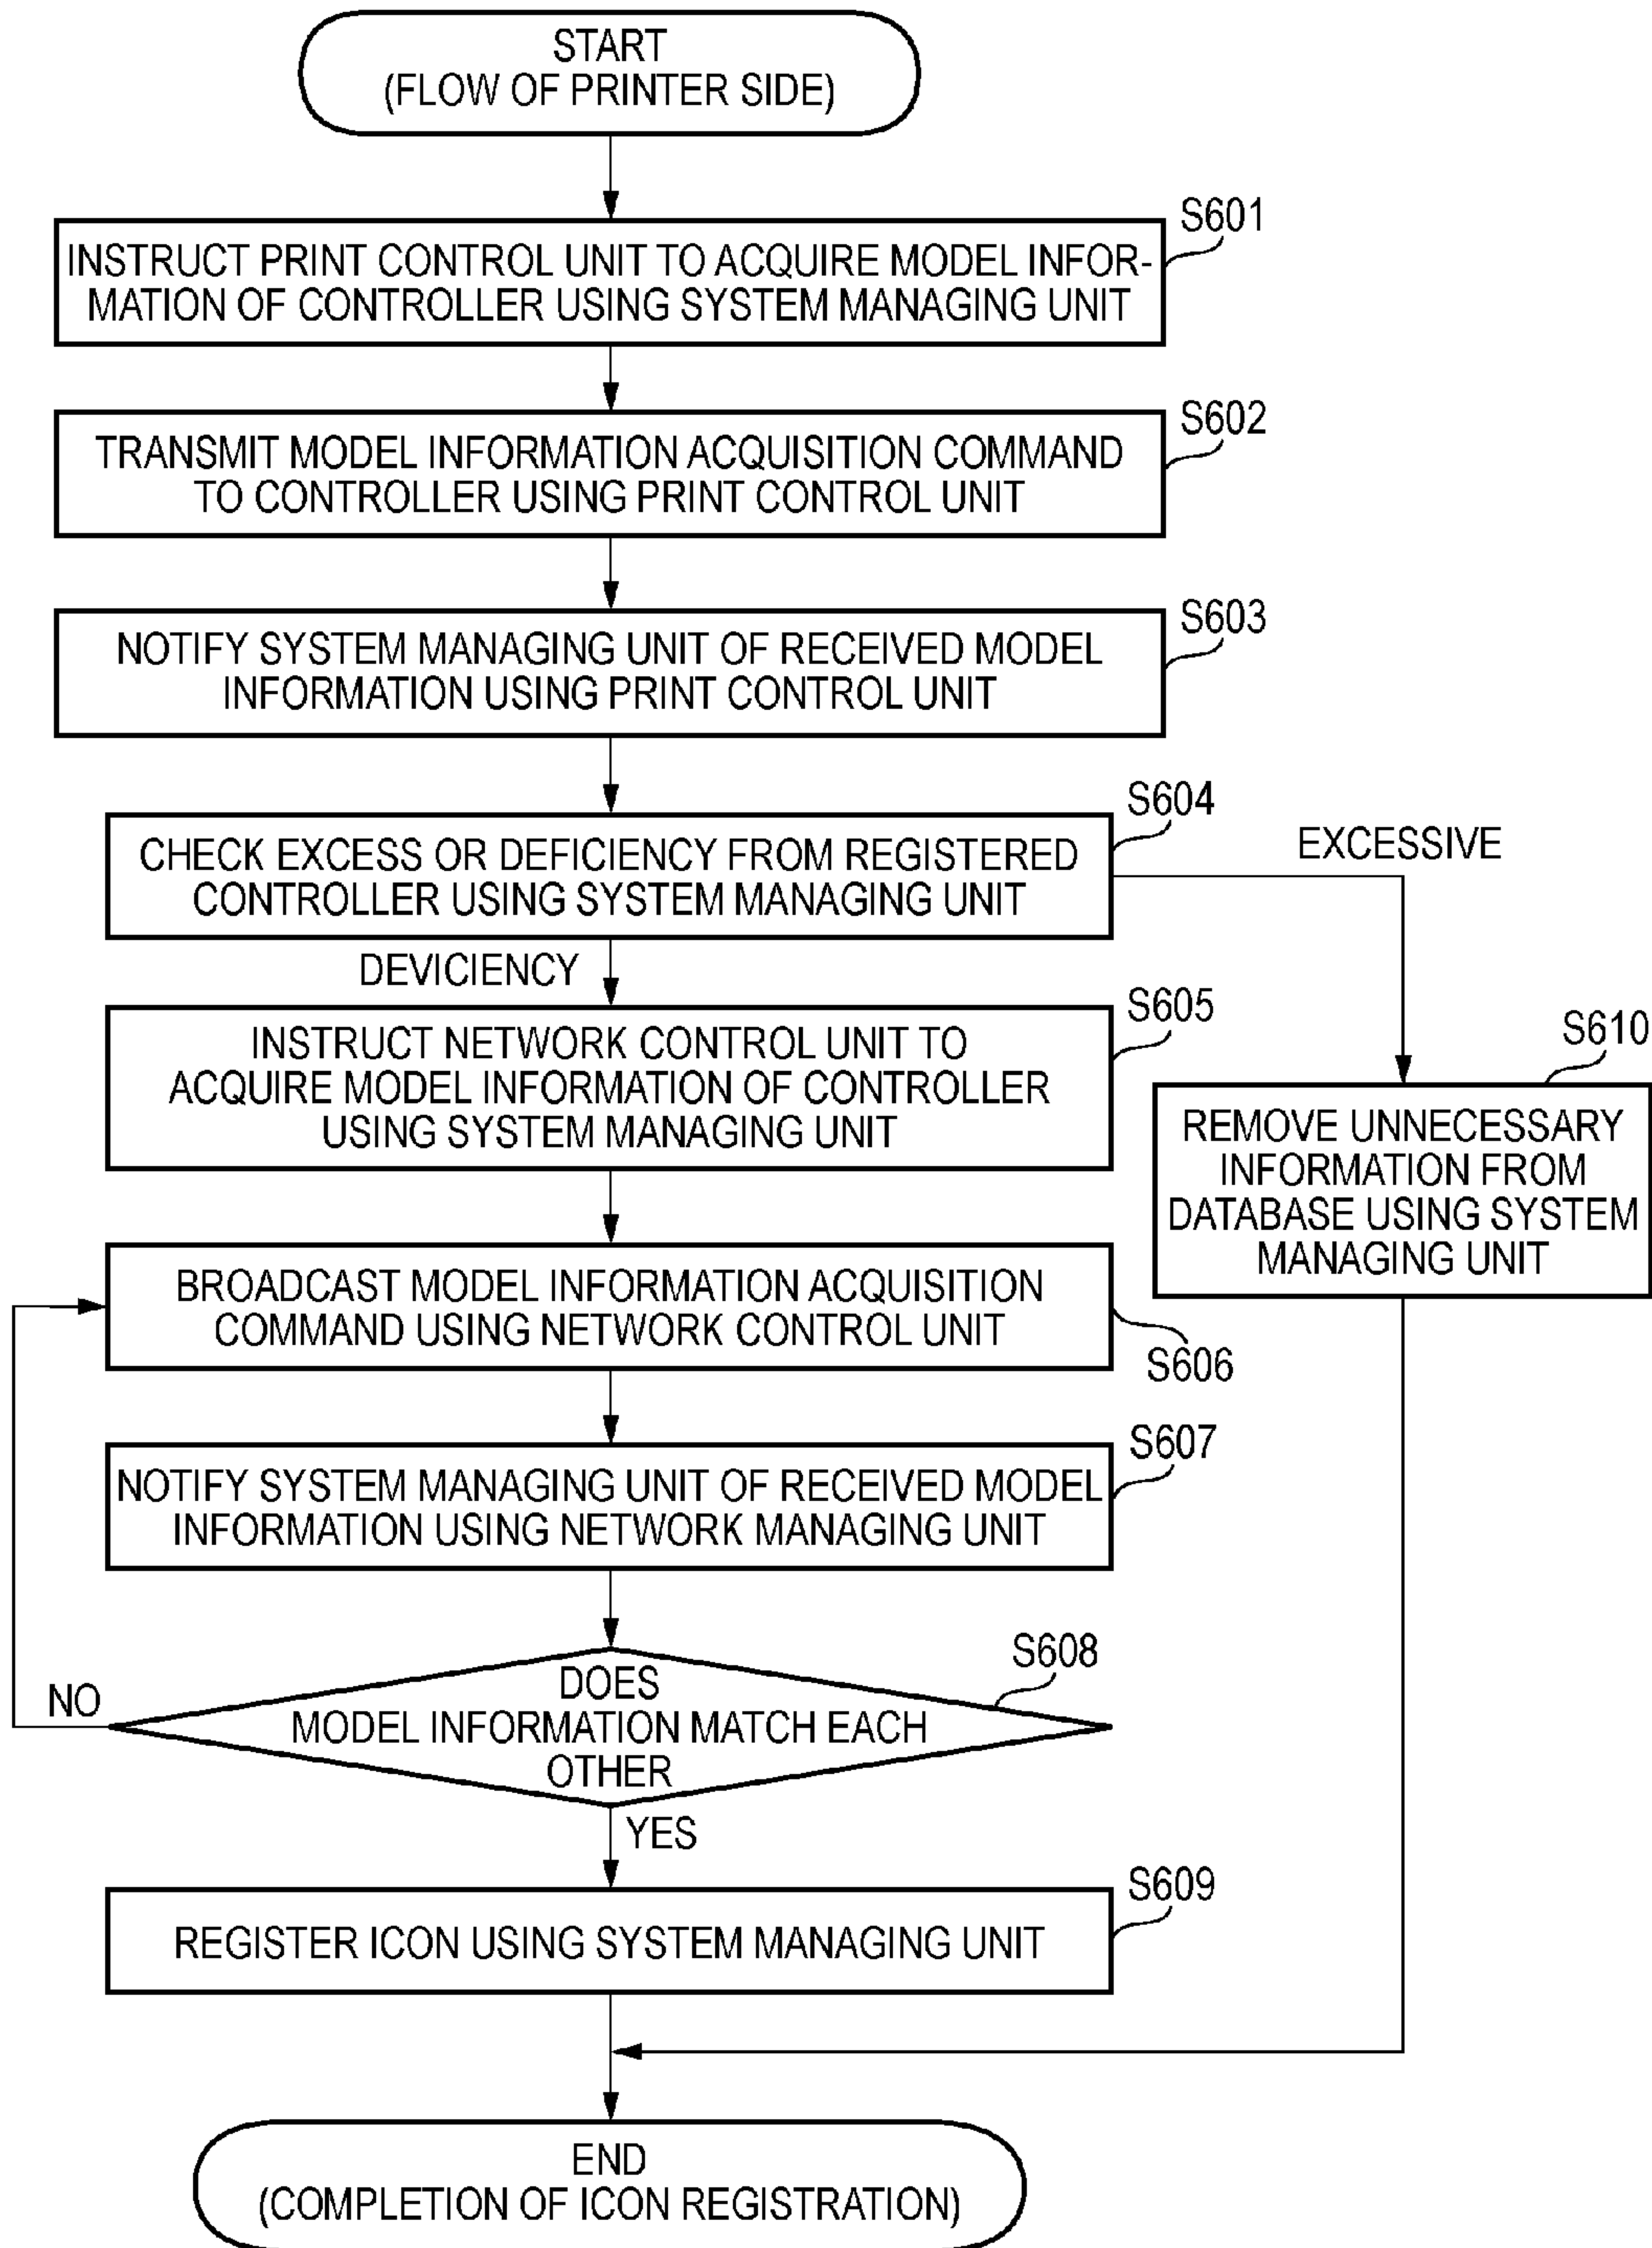 START
(FLOW OF PRINTER SIDE)
S601
INSTRUCT PRINT CONTROL UNIT TO ACQUIRE MODEL INFOR-
MATION OF CONTROLLER USING SYSTEM MANAGING UNIT
S602
TRANSMIT MODEL INFORMATION ACQUISITION COMMAND
TO CONTROLLER USING PRINT CONTROL UNIT
S603
NOTIFY SYSTEM MANAGING UNIT OF RECEIVED MODEL
INFORMATION USING PRINT CONTROL UNIT
S604
CHECK EXCESS OR DEFICIENCY FROM REGISTERED
CONTROLLER USING SYSTEM MANAGING UNIT
EXCESSIVE
DEVICIENCY
S605
INSTRUCT NETWORK CONTROL UNIT TO
ACQUIRE MODEL INFORMATION OF CONTROLLER
USING SYSTEM MANAGING UNIT
S610
REMOVE UNNECESSARY
INFORMATION FROM
DATABASE USING SYSTEM
MANAGING UNIT
BROADCAST MODEL INFORMATION ACQUISITION
COMMAND USING NETWORK CONTROL UNIT
S606
S607
NOTIFY SYSTEM MANAGING UNIT OF RECEIVED MODEL
INFORMATION USING NETWORK MANAGING UNIT
S608
DOES
MODEL INFORMATION MATCH EACH
OTHER
NO
YES
S609
REGISTER ICON USING SYSTEM MANAGING UNIT
END
(COMPLETION OF ICON REGISTRATION)